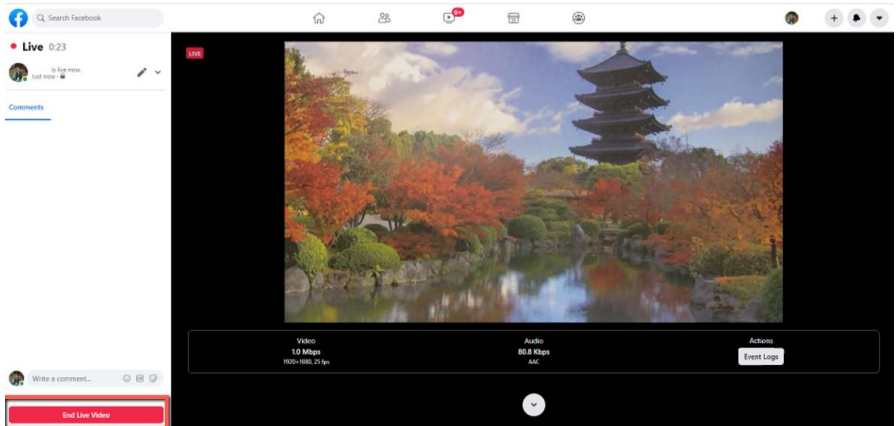 Search Facebook
9+
Live 0:23
is live now.
Just now ·
Comments
LIVE
Video
1.0 Mbps
1920×1080, 25 fps
Audio
80.8 Kbps
AAC
Actions
Event Logs
Write a comment...
GIF
End Live Video